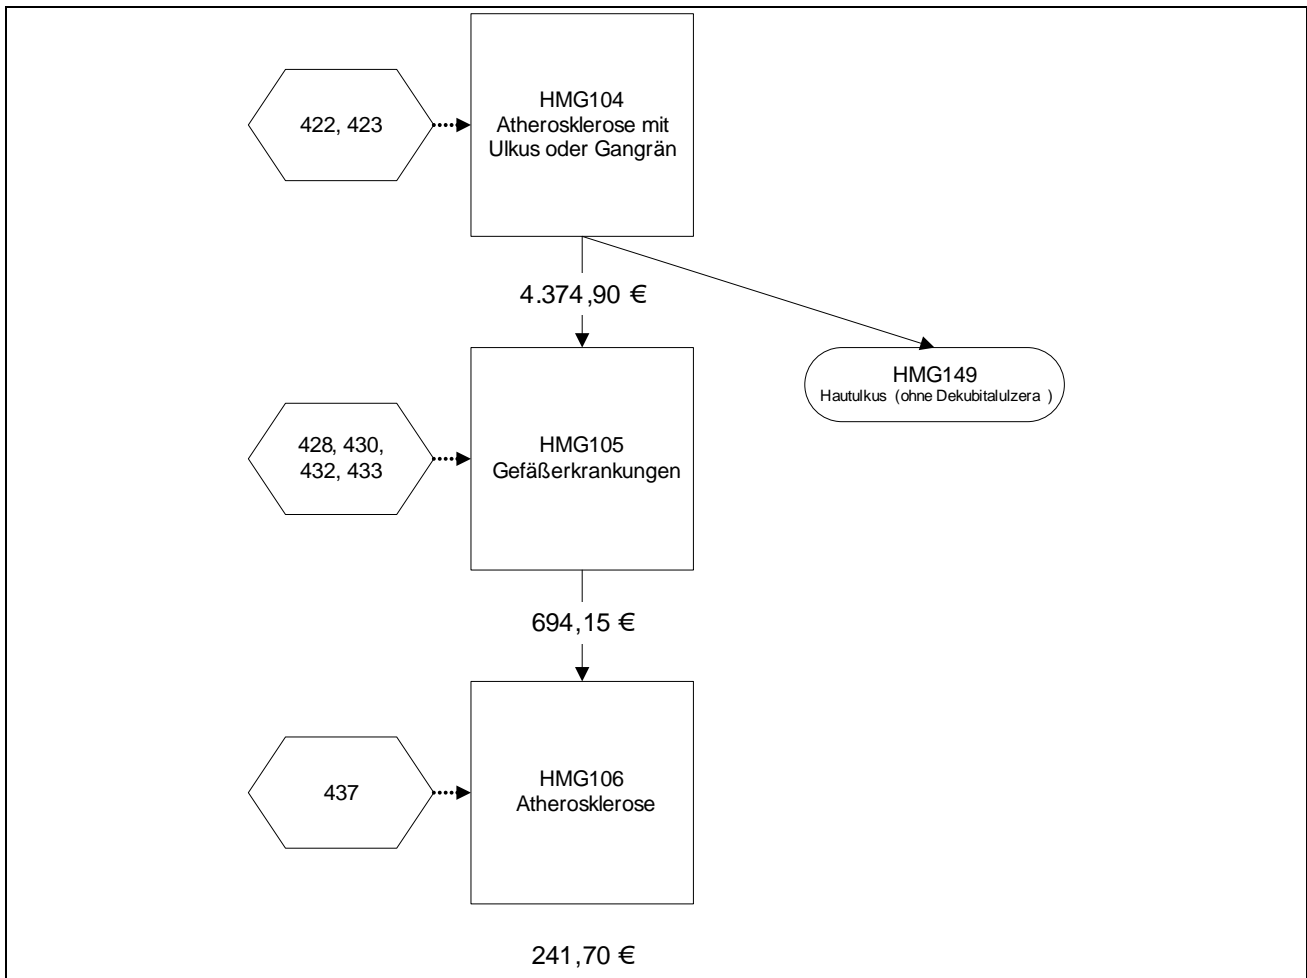 422, 423
HMG104
Atherosklerose mit
Ulkus oder Gangrän
4.374,90 €
HMG149
Hautulkus (ohne Dekubitalulzera )
428, 430,
432, 433
HMG105
Gefäßerkrankungen
694,15 €
437
HMG106
Atherosklerose
241,70 €